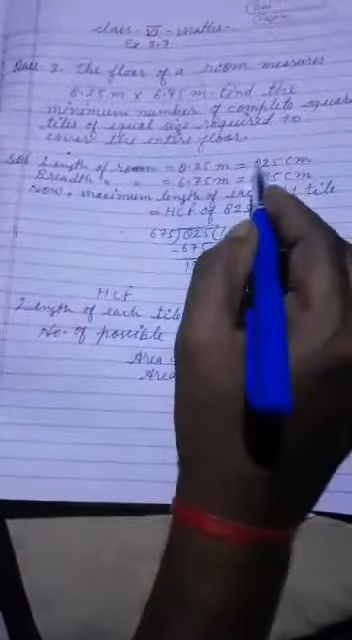 class - VI - maths
Ex 3.7
Ques 3. The floor of a room measures
8.25 m x 6.75 m. find the
minimum number of complete square
tiles of equal size required to
cover the entire floor.
Sol. Length of room = 8.25 m = 825 cm
Breadth " " = 6.75 m = 675 cm
Now, maximum length of each tile
= HCF of 825
675) 825 (1
- 675
HCF
Length of each tile
No. of possible
Area
Area